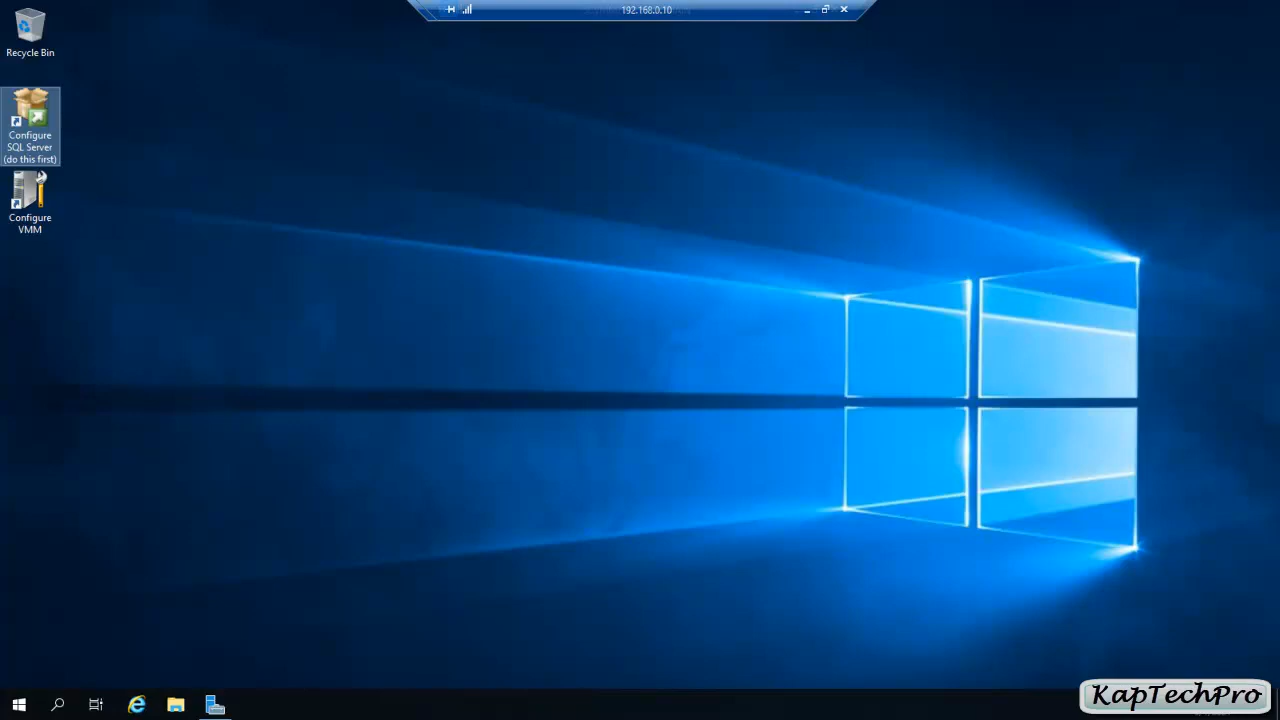 192.168.0.10
Recycle Bin
Configure
SQL Server
(do this first)
Configure
VMM
KapTechPro